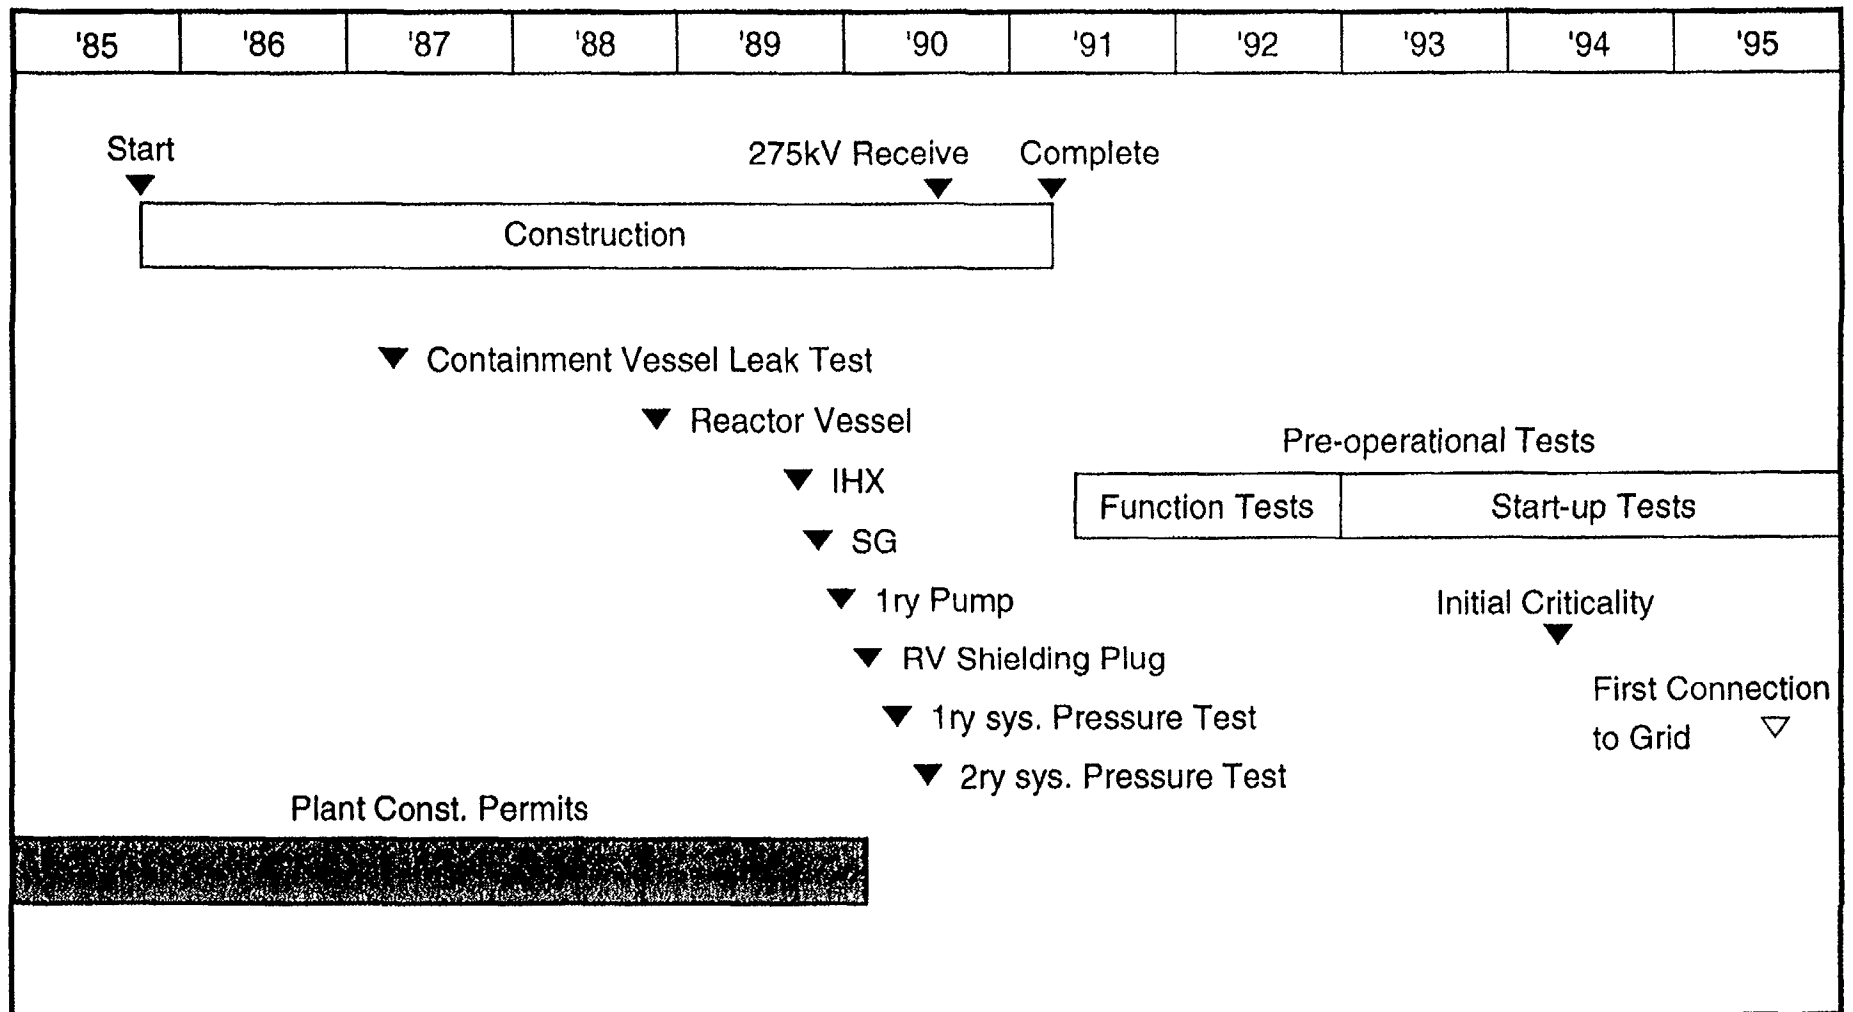 '85 '86 '87 '88 '89 '90 '91 '92 '93 '94 '95
Start
275kV Receive
Complete
Construction
Containment Vessel Leak Test
Reactor Vessel
Pre-operational Tests
IHX
Function Tests
Start-up Tests
SG
1ry Pump
Initial Criticality
RV Shielding Plug
First Connection
to Grid
1ry sys. Pressure Test
2ry sys. Pressure Test
Plant Const. Permits